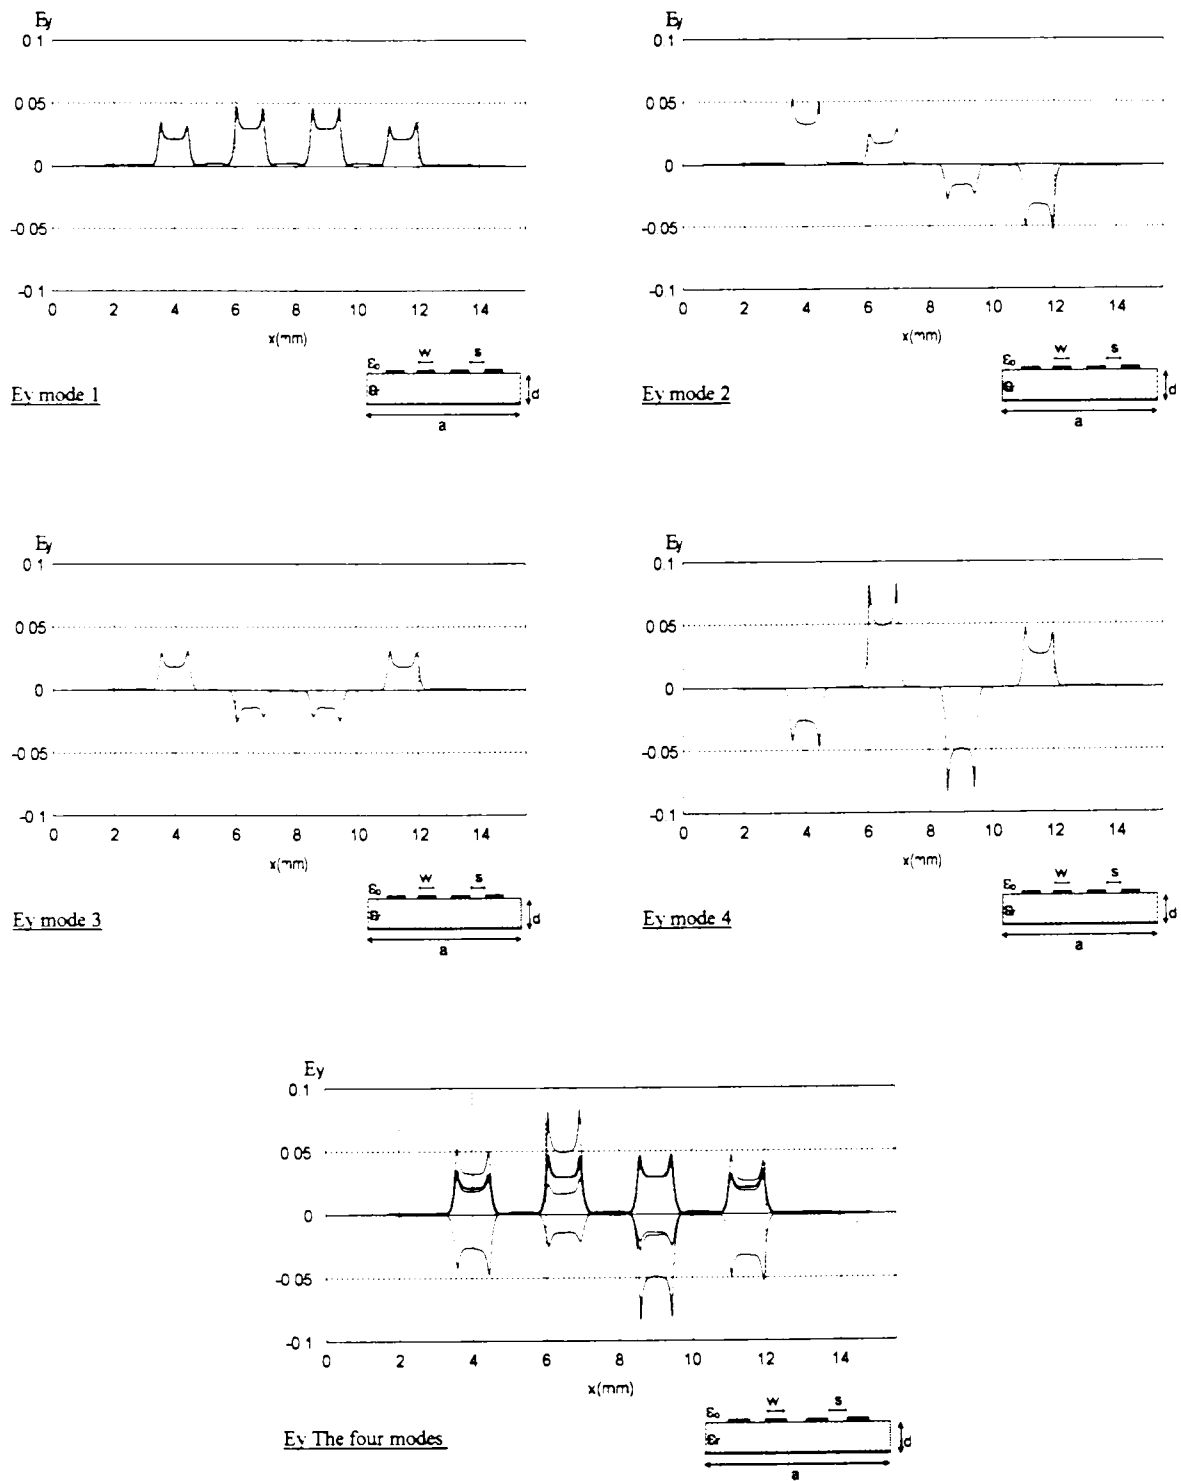 Ey
0.1
0.05
0
-0.05
-0.1
0 2 4 6 8 10 12 14
x(mm)
w s
ε₀
εr
d
a
Ey mode 1
Ey
0.1
0.05
0
-0.05
-0.1
0 2 4 6 8 10 12 14
x(mm)
w s
ε₀
εr
d
a
Ey mode 2
Ey
0.1
0.05
0
-0.05
-0.1
0 2 4 6 8 10 12 14
x(mm)
w s
ε₀
εr
d
a
Ey mode 3
Ey
0.1
0.05
0
-0.05
-0.1
0 2 4 6 8 10 12 14
x(mm)
w s
ε₀
εr
d
a
Ey mode 4
Ey
0.1
0.05
0
-0.05
-0.1
0 2 4 6 8 10 12 14
x(mm)
w s
ε₀
εr
d
a
Ey The four modes